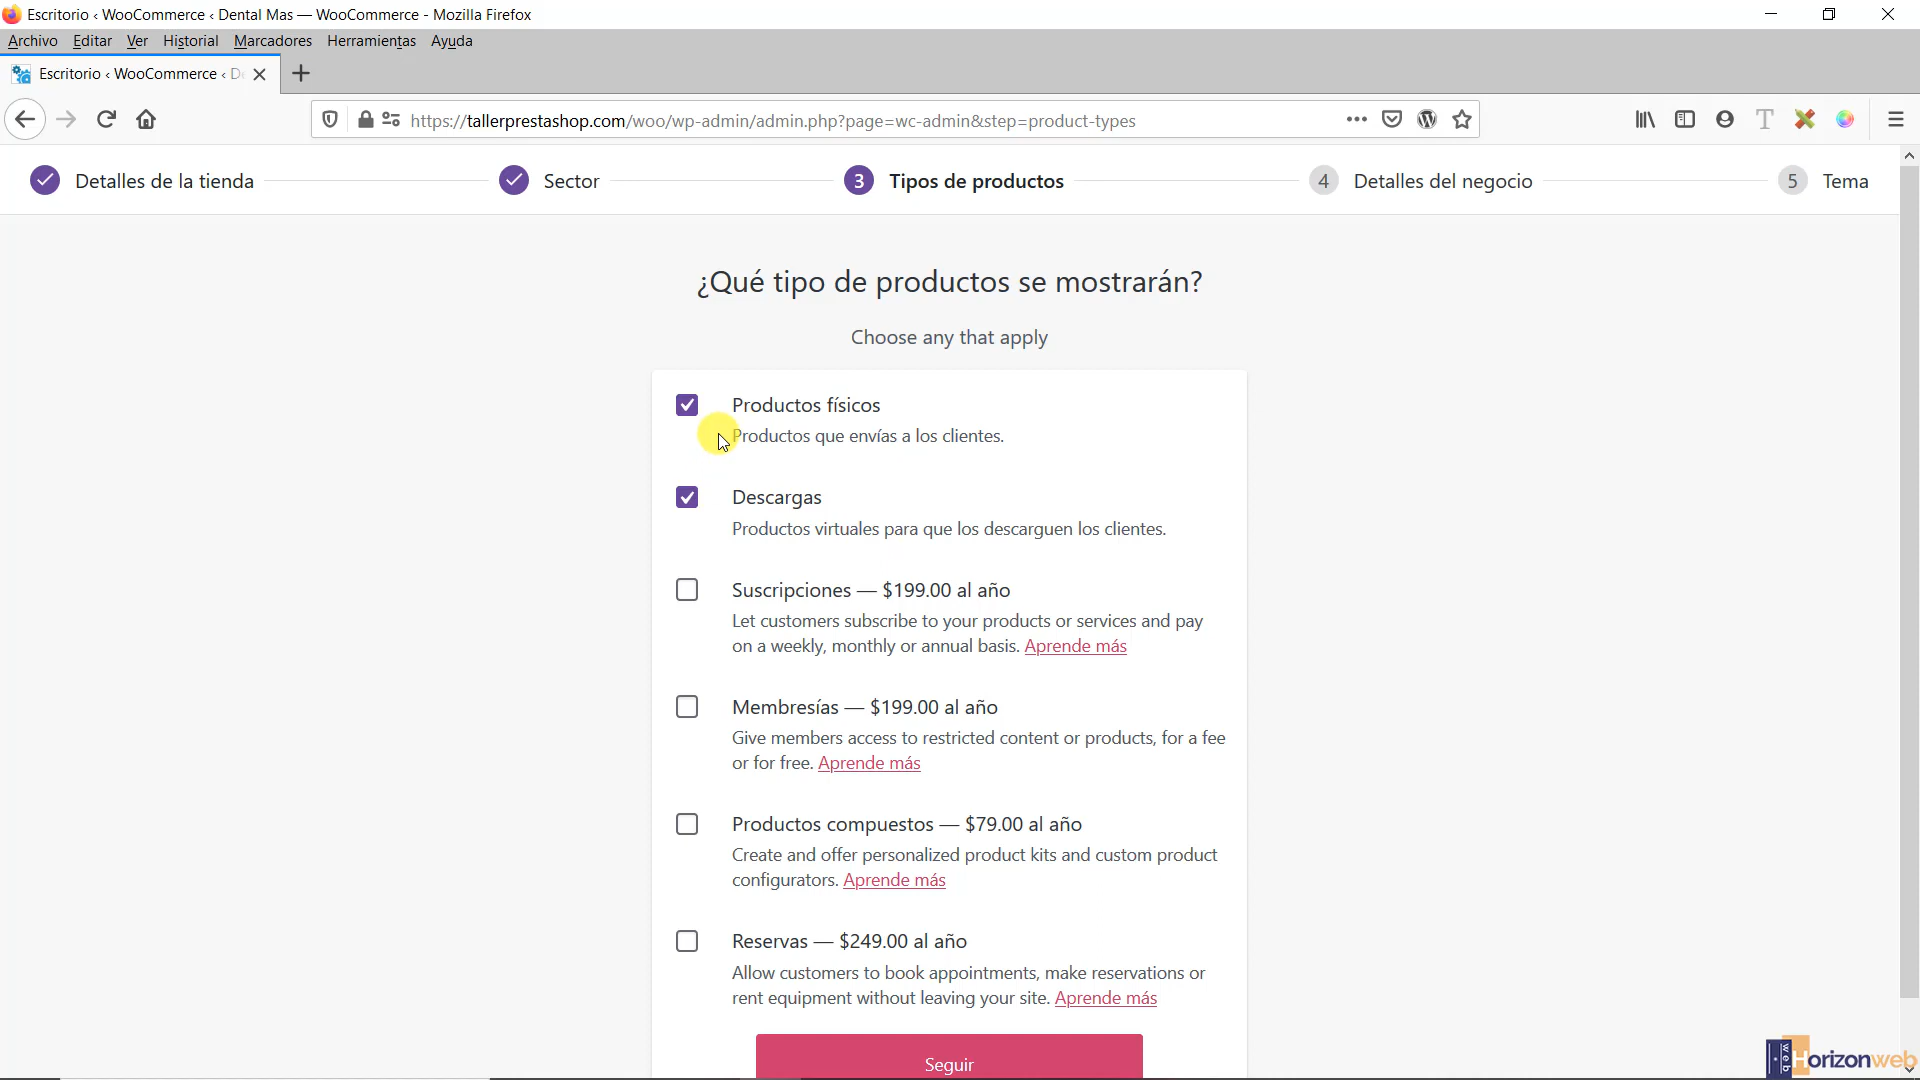 Escritorio ‹ WooCommerce ‹ Dental Mas — WooCommerce - Mozilla Firefox
Archivo Editar Ver Historial Marcadores Herramientas Ayuda
Escritorio ‹ WooCommerce ‹ De
https://tallerprestashop.com/woo/wp-admin/admin.php?page=wc-admin&step=product-types
Detalles de la tienda
Sector
3 Tipos de productos
4 Detalles del negocio
5 Tema
¿Qué tipo de productos se mostrarán?
Choose any that apply
Productos físicos
Productos que envías a los clientes.
Descargas
Productos virtuales para que los descarguen los clientes.
Suscripciones — $199.00 al año
Let customers subscribe to your products or services and pay
on a weekly, monthly or annual basis. Aprende más
Membresías — $199.00 al año
Give members access to restricted content or products, for a fee
or for free. Aprende más
Productos compuestos — $79.00 al año
Create and offer personalized product kits and custom product
configurators. Aprende más
Reservas — $249.00 al año
Allow customers to book appointments, make reservations or
rent equipment without leaving your site. Aprende más
Seguir
web Horizonweb